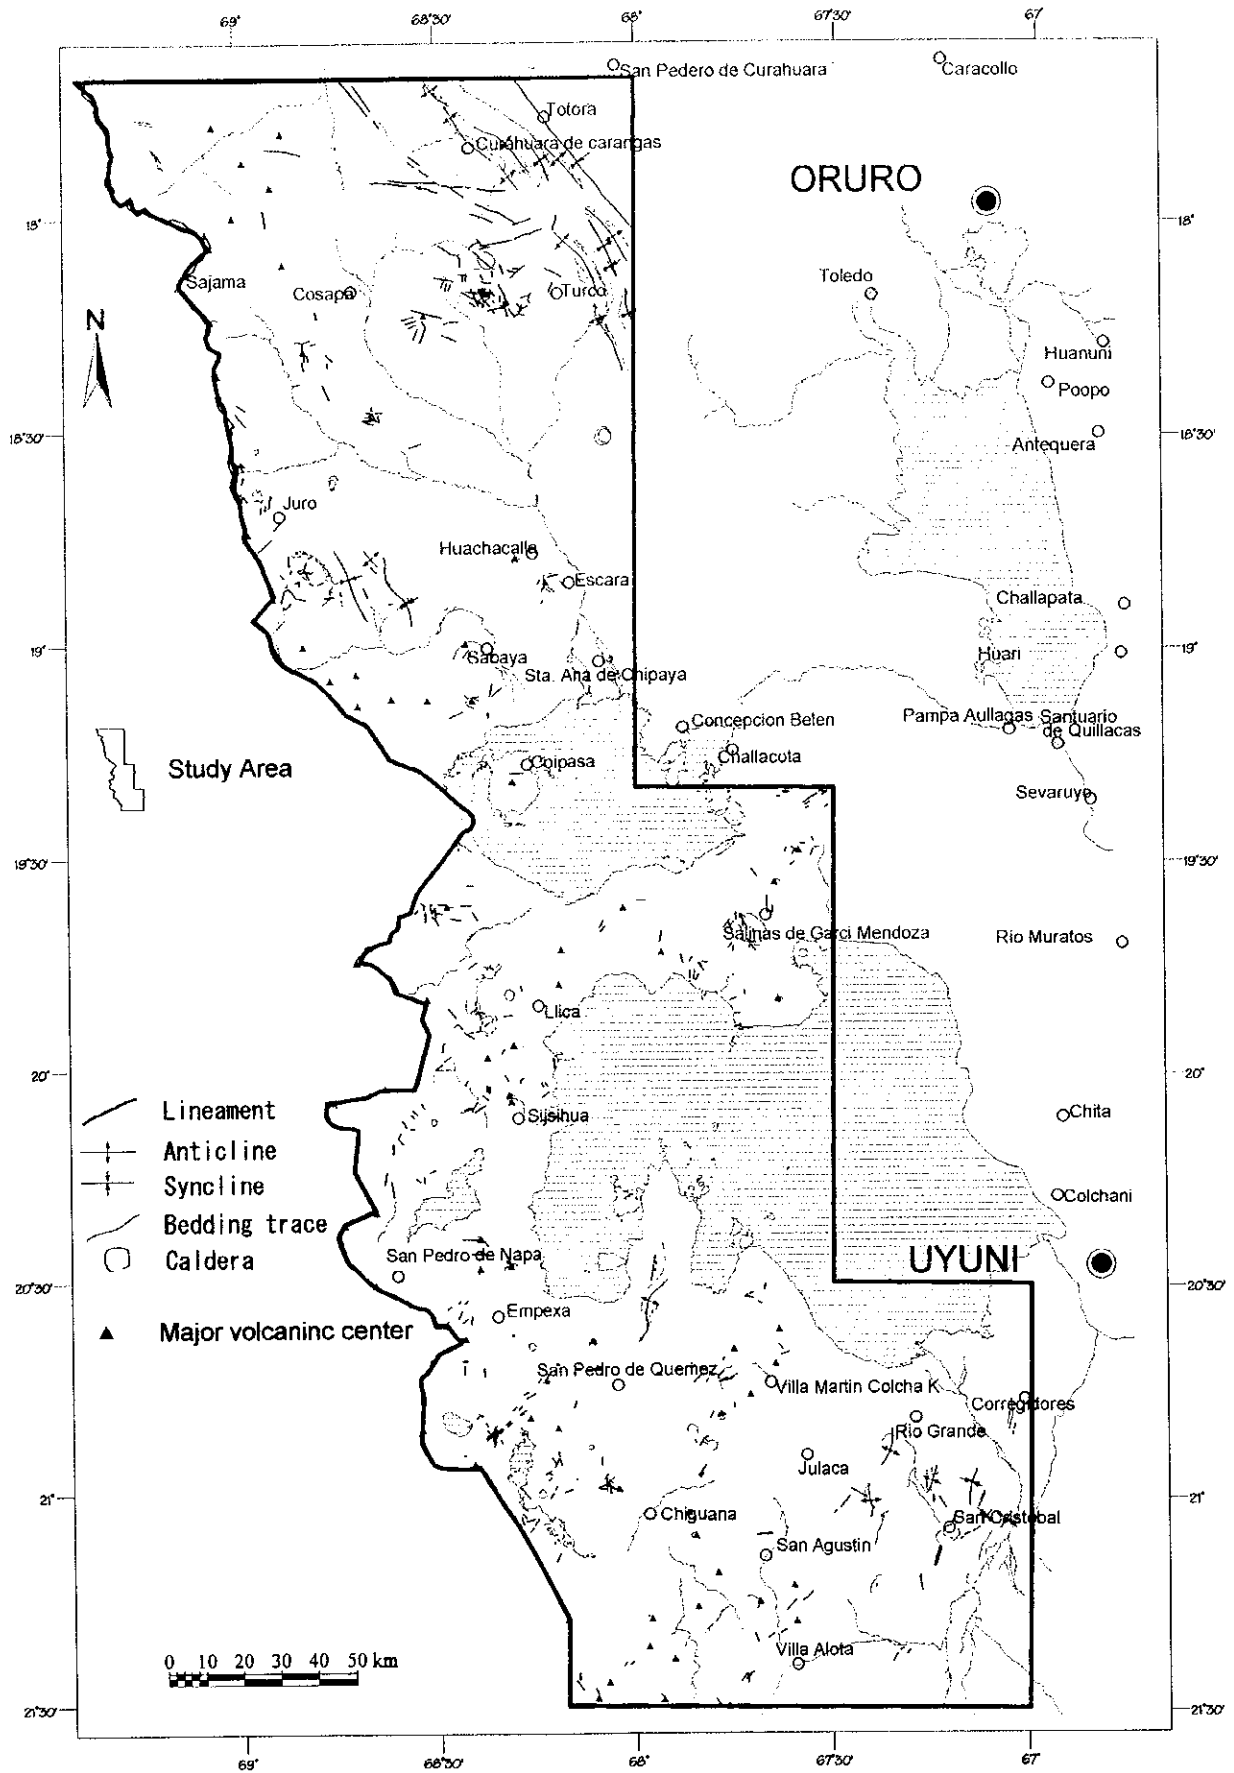 69°
68°30'
68°
67°30'
67°
San Pedero de Curahuara
Caracollo
Totora
Curahuara de carangas
ORURO
18°
18°
Sajama
Cosapa
Turco
Toledo
N
Huanuni
Poopo
18°30'
Antequera
18°30'
Juro
Huachacalla
Escara
Challapata
19°
Sabaya
Huari
19°
Sta. Ana de Chipaya
Concepcion Belen
Pampa Aullagas
Santuario
de Quillacas
Study Area
Coipasa
Challacota
Sevaruyo
19°30'
19°30'
Salinas de Garci Mendoza
Rio Muratos
Llica
20°
20°
Lineament
Sijsihua
Chita
Anticline
Syncline
Colchani
Bedding trace
Caldera
San Pedro de Napa
UYUNI
20°30'
20°30'
Empexa
Major volcaninc center
San Pedro de Quemez
Villa Martin Colcha K
Corregidores
Rio Grande
Julaca
21°
21°
Chiguana
San Cristobal
San Agustin
Villa Alota
0 10 20 30 40 50 km
21°30'
21°30'
69°
68°30'
68°
67°30'
67°